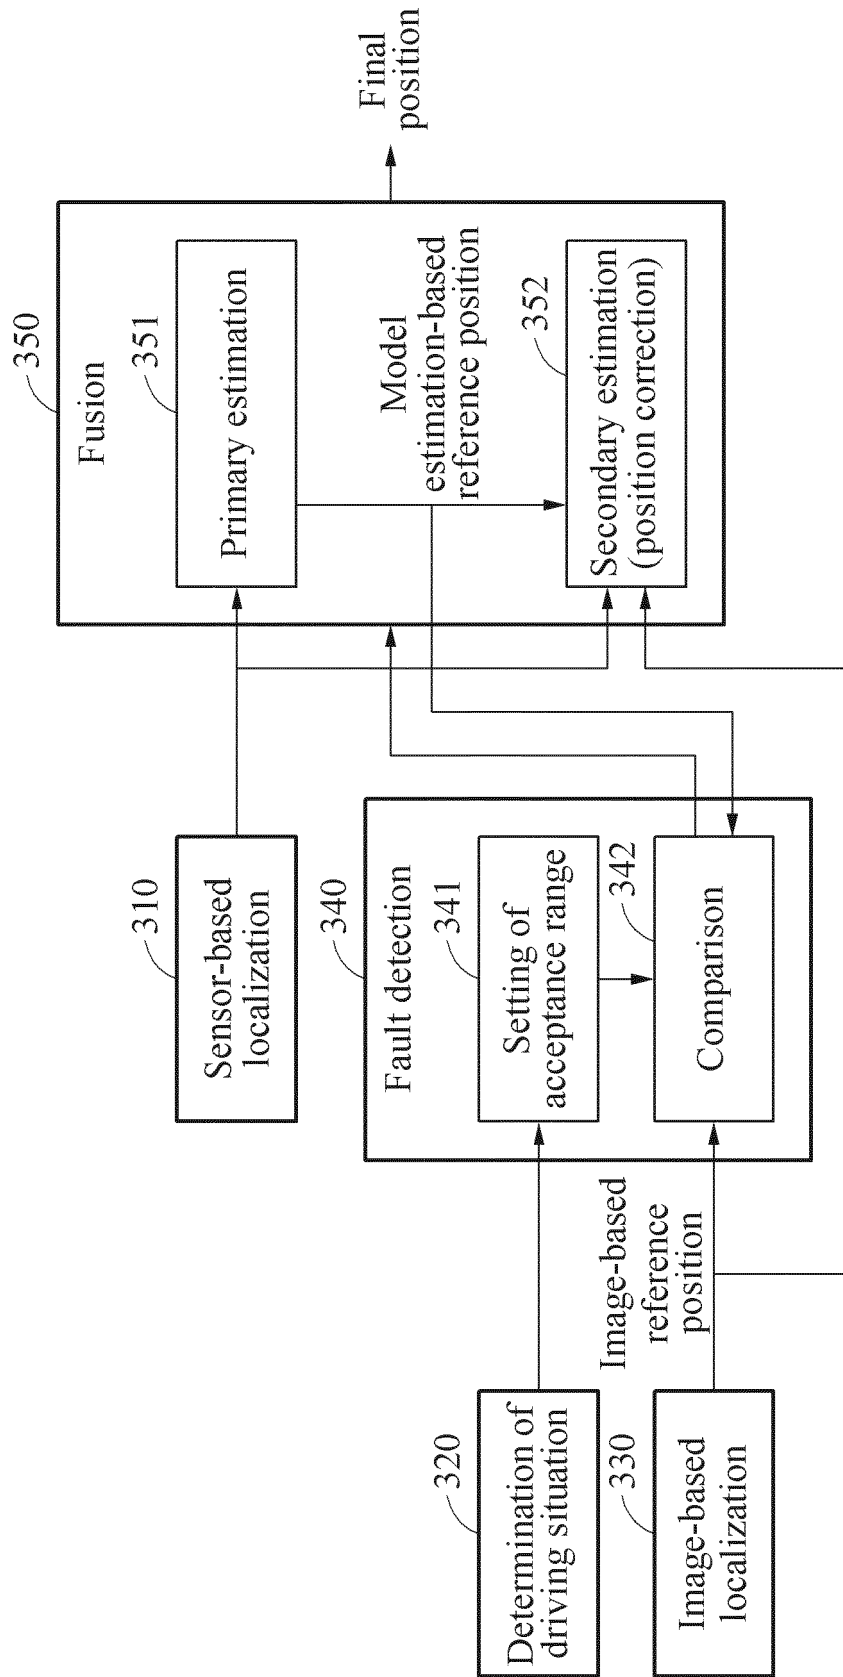 310
Sensor-based
localization
320
Determination of
driving situation
330
Image-based
localization
Image-based
reference
position
340
Fault detection
341
Setting of
acceptance range
342
Comparison
350
Fusion
351
Primary estimation
Model
estimation-based
reference position
352
Secondary estimation
(position correction)
Final
position